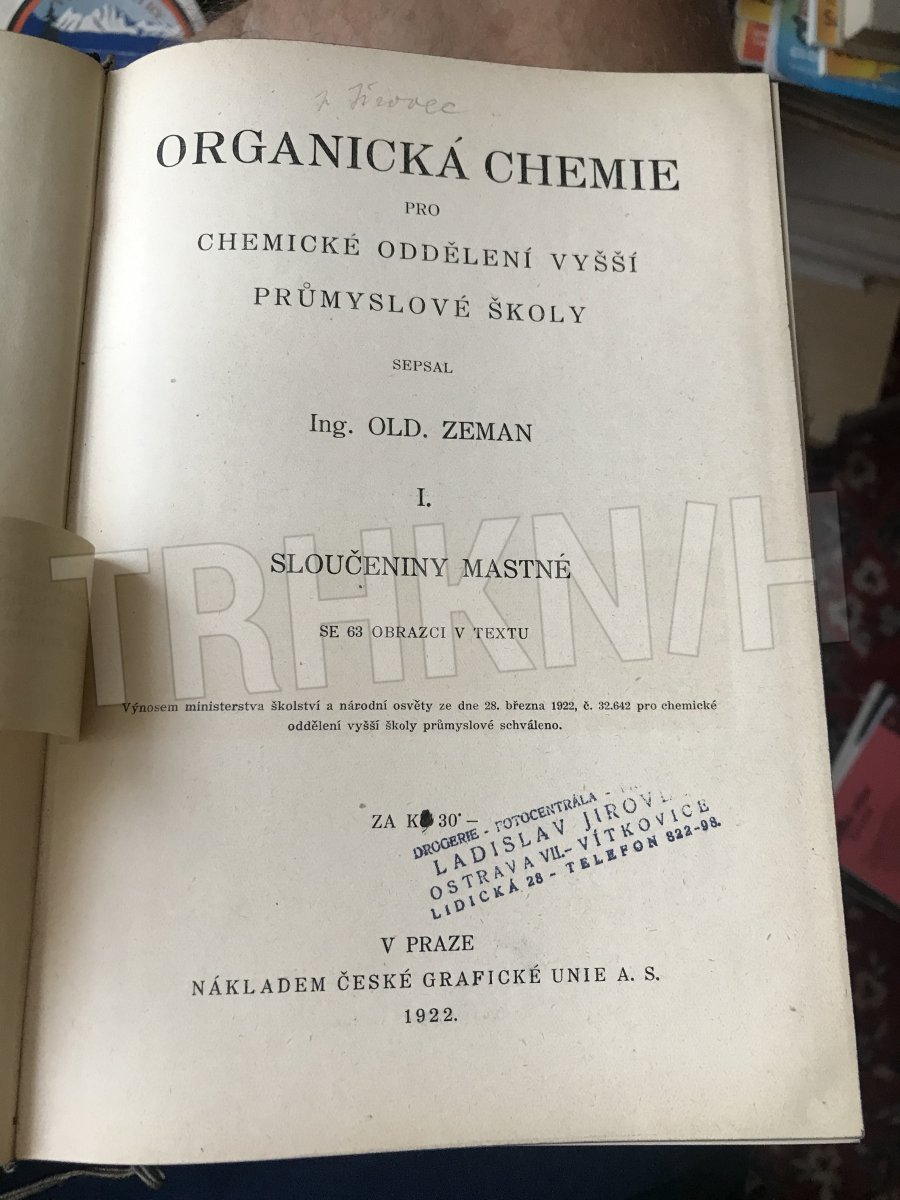 ORGANICKÁ CHEMIE
PRO
CHEMICKÉ ODDĚLENÍ VYŠŠÍ
PRŮMYSLOVÉ ŠKOLY
SEPSAL
Ing. OLD. ZEMAN
I.
SLOUČENINY MASTNÉ
SE 63 OBRAZCI V TEXTU
TRHKNIH
Výnosem ministerstva školství a národní osvěty ze dne 28. března 1922, č. 32.642 pro chemické
oddělení vyšší školy průmyslové schváleno.
ZA K 30·–
DROGERIE - FOTOCENTRÁLA -
LADISLAV
OSTRAVA VII.- VÍTKOVICE
LIDICKÁ 28 - TELEFON 822-98.
V PRAZE
NÁKLADEM ČESKÉ GRAFICKÉ UNIE A. S.
1922.